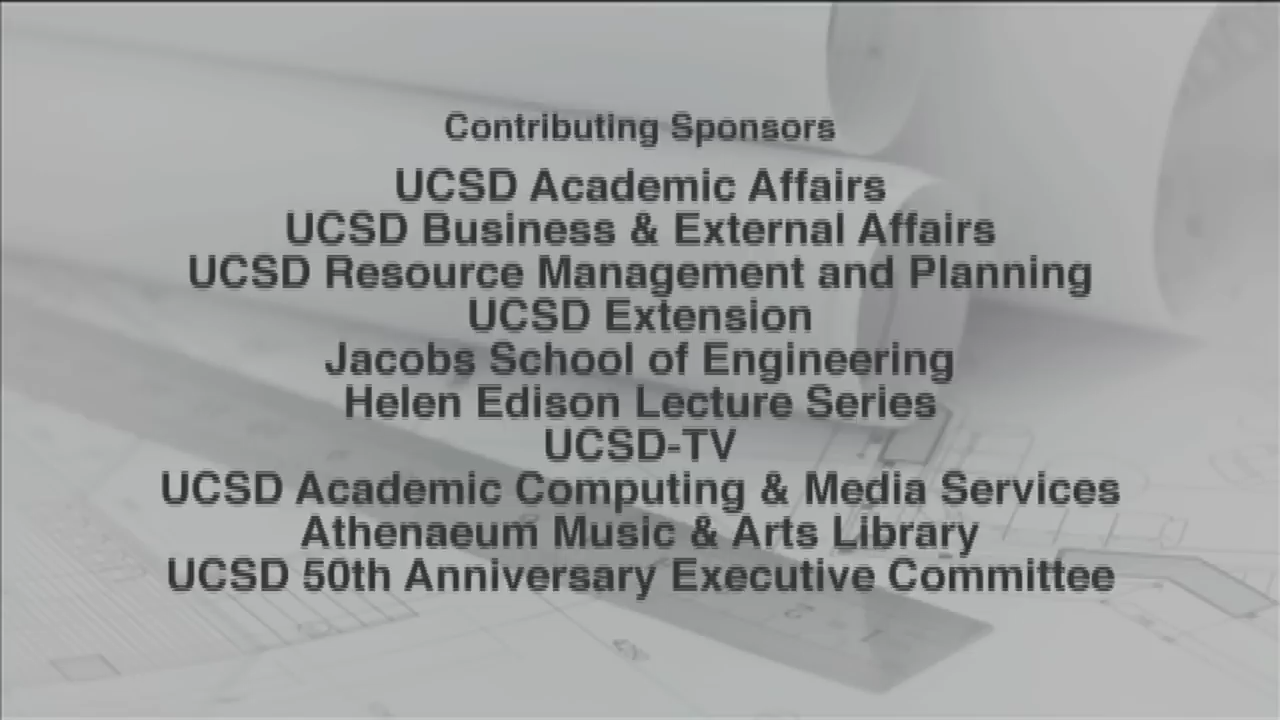 Contributing Sponsors
UCSD Academic Affairs
UCSD Business & External Affairs
UCSD Resource Management and Planning
UCSD Extension
Jacobs School of Engineering
Helen Edison Lecture Series
UCSD-TV
UCSD Academic Computing & Media Services
Athenaeum Music & Arts Library
UCSD 50th Anniversary Executive Committee